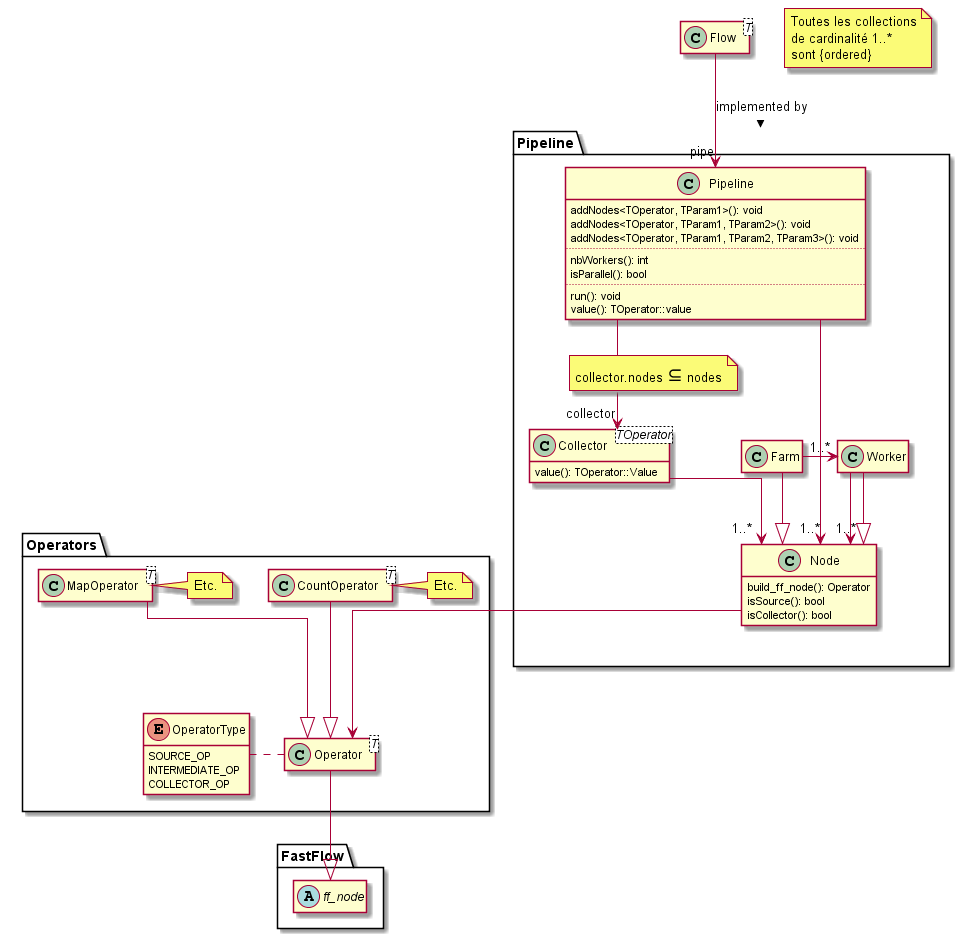 Toutes les collections
de cardinalité 1..*
sont {ordered}
C Flow T
implemented by
▼
pipe
Pipeline
C Pipeline
addNodes<TOperator, TParam1>(): void
addNodes<TOperator, TParam1, TParam2>(): void
addNodes<TOperator, TParam1, TParam2, TParam3>(): void
nbWorkers(): int
isParallel(): bool
run(): void
value(): TOperator::value
collector.nodes ⊆ nodes
collector
C Collector TOperator
value(): TOperator::Value
C Farm
1..*
C Worker
1..*
1..*
1..*
C Node
build_ff_node(): Operator
isSource(): bool
isCollector(): bool
Operators
C MapOperator T
Etc.
C CountOperator T
Etc.
E OperatorType
SOURCE_OP
INTERMEDIATE_OP
COLLECTOR_OP
C Operator T
FastFlow
A ff_node